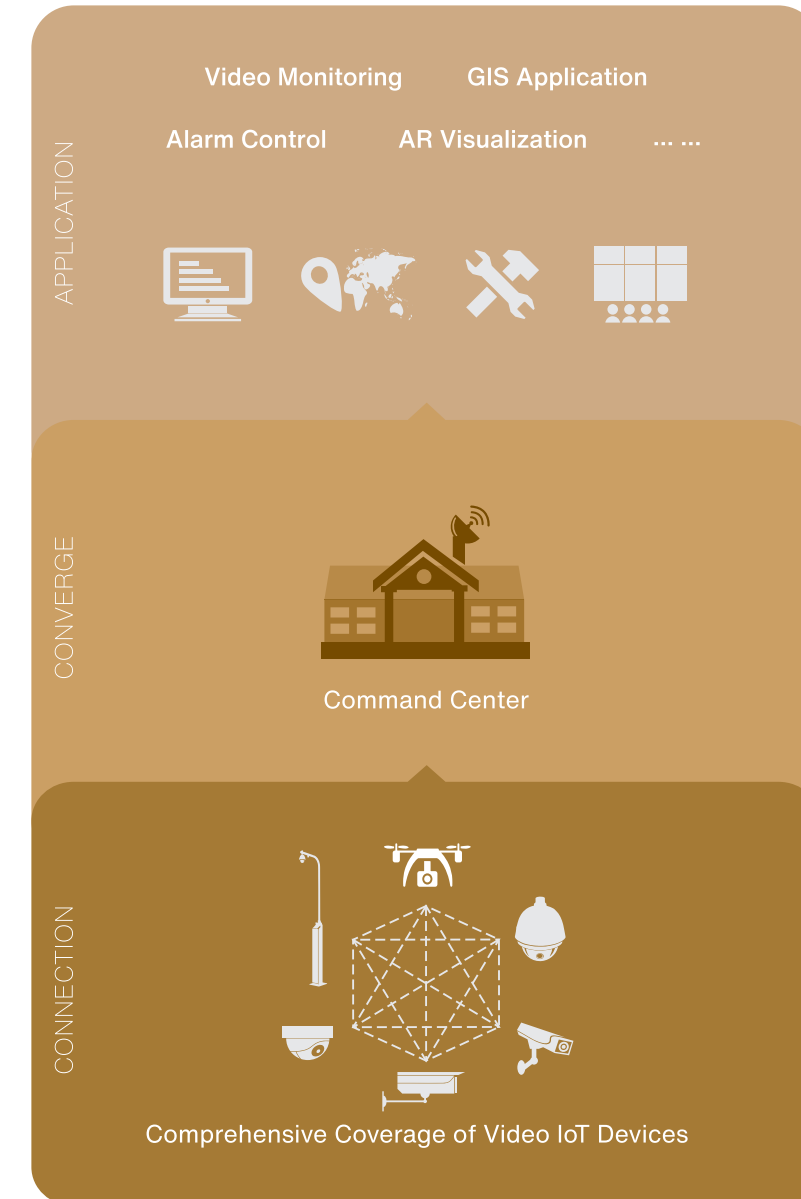 APPLICATION
Video Monitoring GIS Application
Alarm Control AR Visualization ... ...
CONVERGE
Command Center
CONNECTION
Comprehensive Coverage of Video IoT Devices